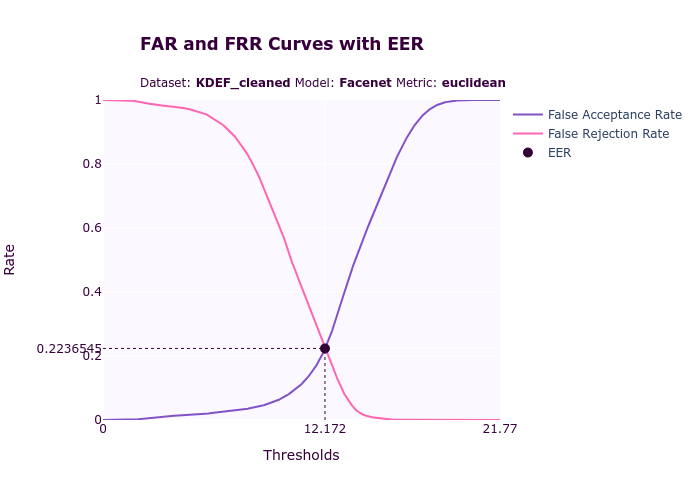 FAR and FRR Curves with EER
Dataset: KDEF_cleaned Model: Facenet Metric: euclidean
False Acceptance Rate
False Rejection Rate
EER
Rate
1
0.8
0.6
0.4
0.2236545
0.2
0
0
12.172
21.77
Thresholds